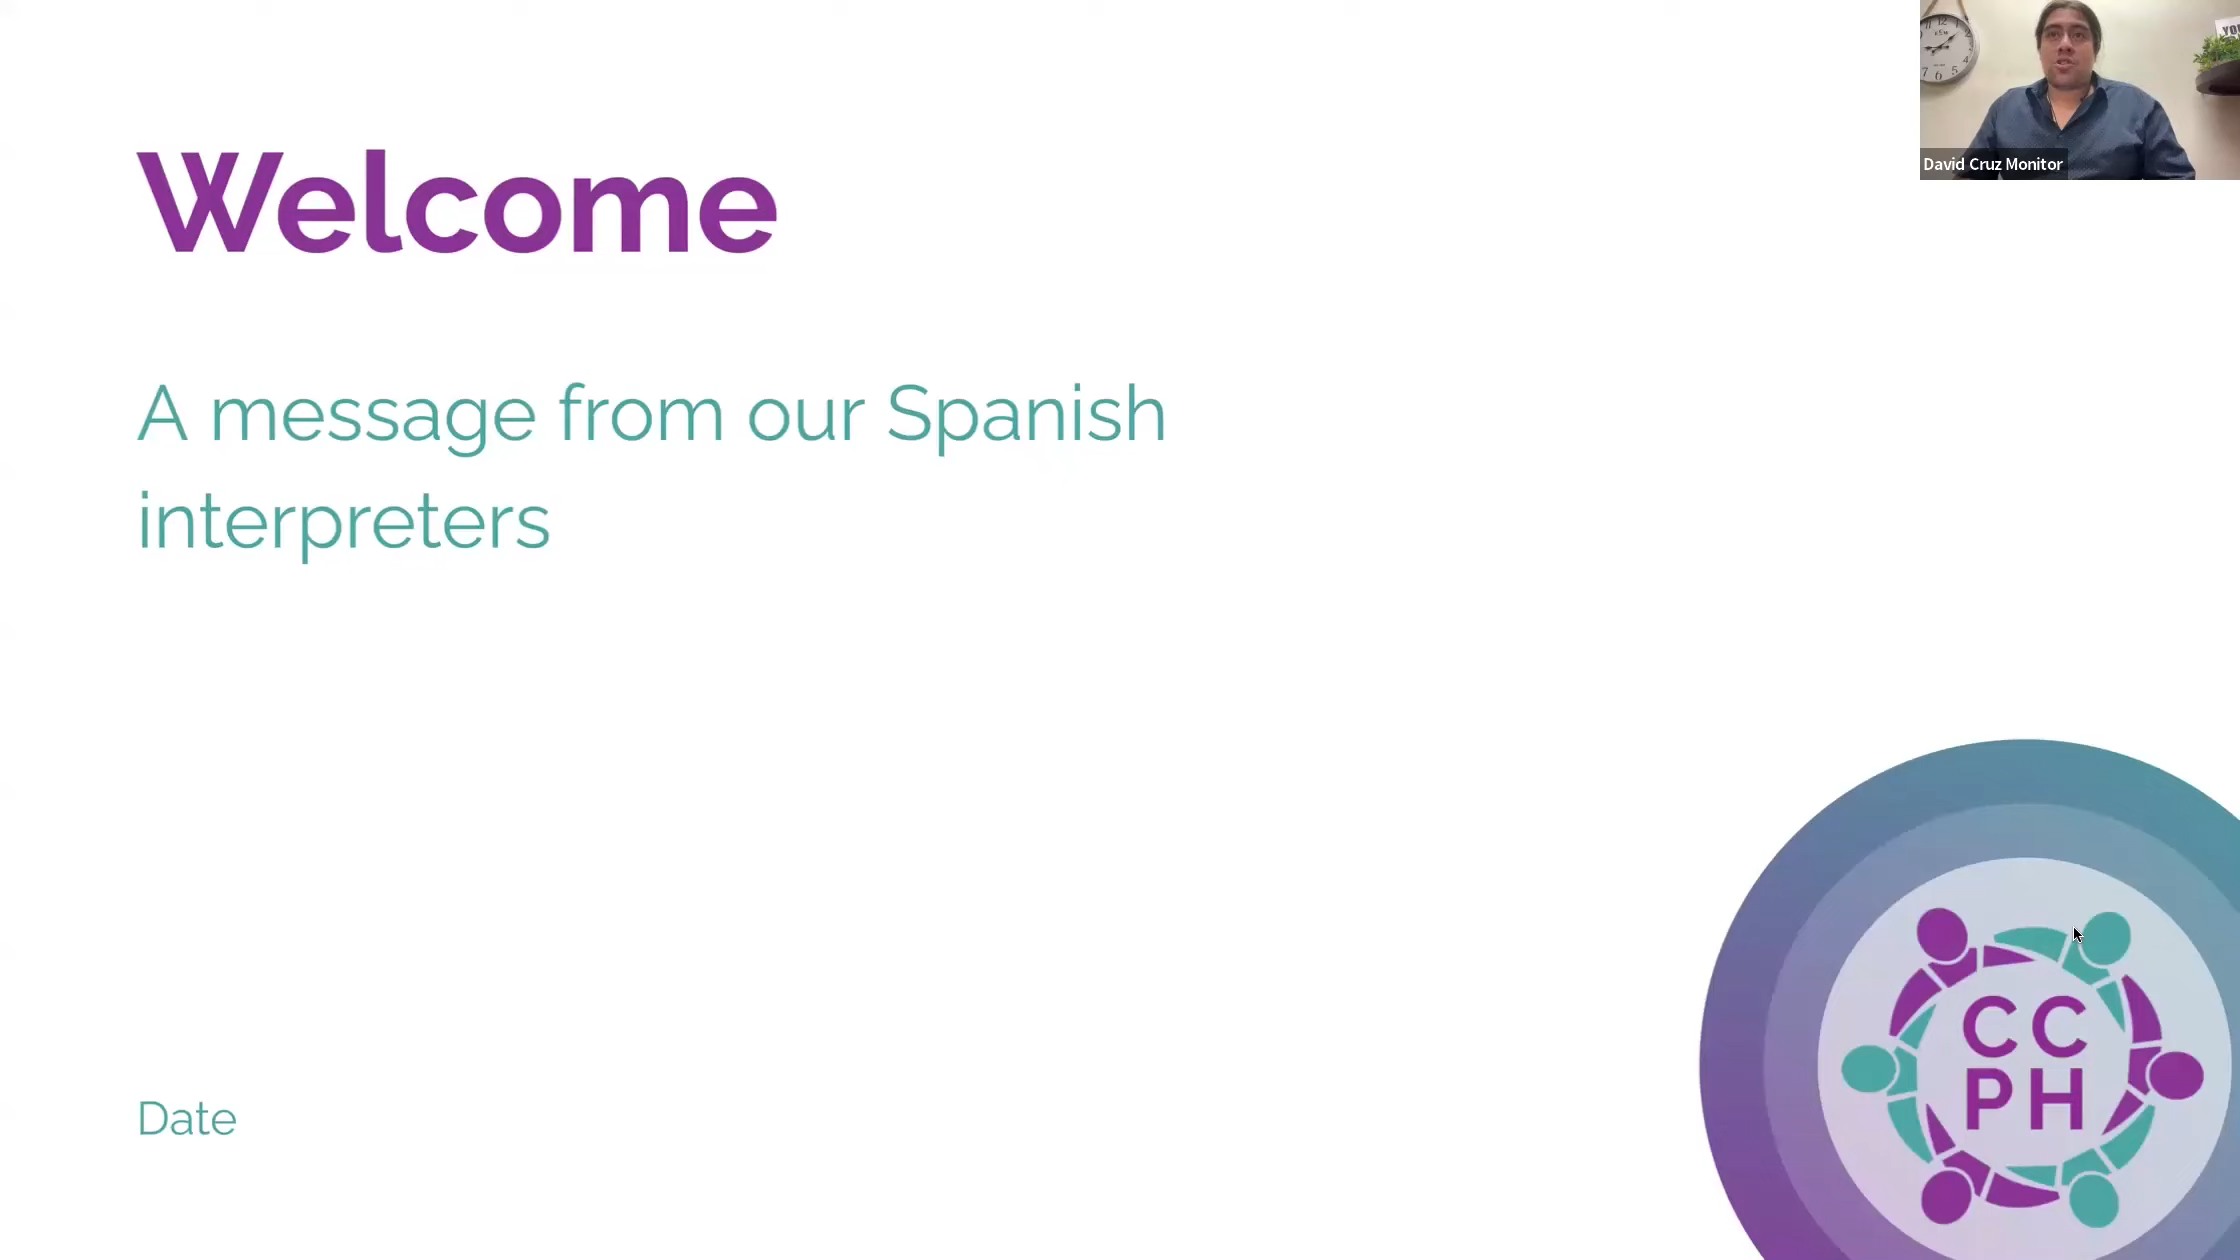 Welcome
A message from our Spanish
interpreters
Date
CC
PH
David Cruz Monitor